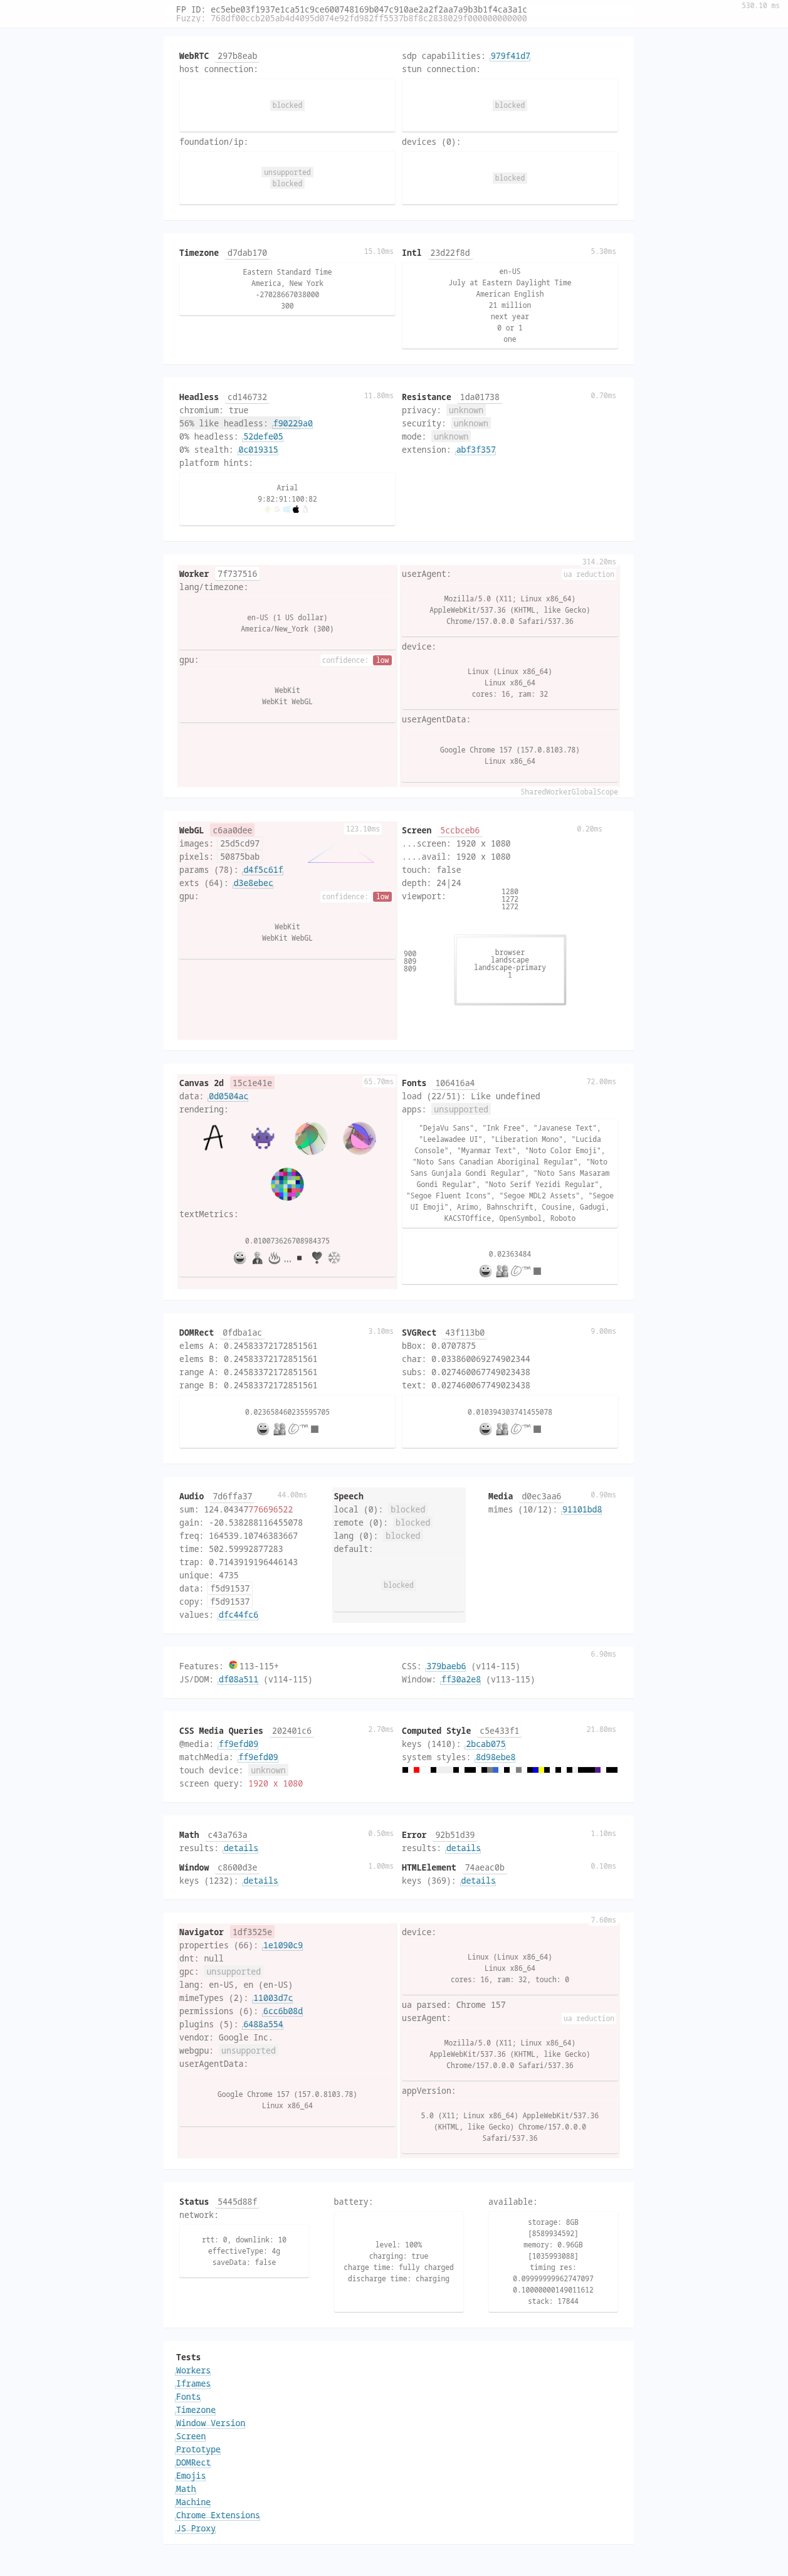 530.10 ms
FP ID: ec5ebe03f1937e1ca51c9ce600748169b047c910ae2a2f2aa7a9b3b1f4ca3a1c
Fuzzy: 768df00ccb205ab4d4095d074e92fd982ff5537b8f8c2838029f000000000000
WebRTC 297b8eab
host connection:
blocked
foundation/ip:
unsupported
blocked
sdp capabilities: 979f41d7
stun connection:
blocked
devices (0):
blocked
Timezone d7dab170
15.10ms
Eastern Standard Time
America, New York
-27028667038000
300
Intl 23d22f8d
5.30ms
en-US
July at Eastern Daylight Time
American English
21 million
next year
0 or 1
one
Headless cd146732
11.80ms
chromium: true
56% like headless: f90229a0
0% headless: 52defe05
0% stealth: 0c019315
platform hints:
Arial
9:82:91:100:82
Resistance 1da01738
0.70ms
privacy: unknown
security: unknown
mode: unknown
extension: abf3f357
314.20ms
Worker 7f737516
lang/timezone:
en-US (1 US dollar)
America/New_York (300)
gpu:
confidence: low
WebKit
WebKit WebGL
userAgent:
ua reduction
Mozilla/5.0 (X11; Linux x86_64)
AppleWebKit/537.36 (KHTML, like Gecko)
Chrome/157.0.0.0 Safari/537.36
device:
Linux (Linux x86_64)
Linux x86_64
cores: 16, ram: 32
userAgentData:
Google Chrome 157 (157.0.8103.78)
Linux x86_64
SharedWorkerGlobalScope
WebGL c6aa0dee
123.10ms
images: 25d5cd97
pixels: 50875bab
params (78): d4f5c61f
exts (64): d3e8ebec
gpu:
confidence: low
WebKit
WebKit WebGL
Screen 5ccbceb6
0.20ms
...screen: 1920 x 1080
....avail: 1920 x 1080
touch: false
depth: 24|24
viewport:
1280
1272
1272
900
809
809
browser
landscape
landscape-primary
1
Canvas 2d 15c1e41e
65.70ms
data: 0d0504ac
rendering:
textMetrics:
0.010073626708984375
Fonts 106416a4
72.00ms
load (22/51): Like undefined
apps: unsupported
"DejaVu Sans", "Ink Free", "Javanese Text",
"Leelawadee UI", "Liberation Mono", "Lucida
Console", "Myanmar Text", "Noto Color Emoji",
"Noto Sans Canadian Aboriginal Regular", "Noto
Sans Gunjala Gondi Regular", "Noto Sans Masaram
Gondi Regular", "Noto Serif Yezidi Regular",
"Segoe Fluent Icons", "Segoe MDL2 Assets", "Segoe
UI Emoji", Arimo, Bahnschrift, Cousine, Gadugi,
KACSTOffice, OpenSymbol, Roboto
0.02363484
DOMRect 0fdba1ac
3.10ms
elems A: 0.24583372172851561
elems B: 0.24583372172851561
range A: 0.24583372172851561
range B: 0.24583372172851561
0.023658460235595705
SVGRect 43f113b0
9.00ms
bBox: 0.0707875
char: 0.033860069274902344
subs: 0.027460067749023438
text: 0.027460067749023438
0.010394303741455078
Audio 7d6ffa37
44.00ms
sum: 124.04347776696522
gain: -20.538288116455078
freq: 164539.10746383667
time: 502.59992877283
trap: 0.7143919196446143
unique: 4735
data: f5d91537
copy: f5d91537
values: dfc44fc6
Speech
local (0): blocked
remote (0): blocked
lang (0): blocked
default:
blocked
Media d0ec3aa6
0.90ms
mimes (10/12): 91101bd8
6.90ms
Features: 113-115+
JS/DOM: df08a511 (v114-115)
CSS: 379baeb6 (v114-115)
Window: ff30a2e8 (v113-115)
CSS Media Queries 202401c6
2.70ms
@media: ff9efd09
matchMedia: ff9efd09
touch device: unknown
screen query: 1920 x 1080
Computed Style c5e433f1
21.80ms
keys (1410): 2bcab075
system styles: 8d98ebe8
Math c43a763a
0.50ms
results: details
Error 92b51d39
1.10ms
results: details
Window c8600d3e
1.00ms
keys (1232): details
HTMLElement 74aeac0b
0.10ms
keys (369): details
7.60ms
Navigator 1df3525e
properties (66): 1e1090c9
dnt: null
gpc: unsupported
lang: en-US, en (en-US)
mimeTypes (2): 11003d7c
permissions (6): 6cc6b08d
plugins (5): 6488a554
vendor: Google Inc.
webgpu: unsupported
userAgentData:
Google Chrome 157 (157.0.8103.78)
Linux x86_64
device:
Linux (Linux x86_64)
Linux x86_64
cores: 16, ram: 32, touch: 0
ua parsed: Chrome 157
userAgent:
ua reduction
Mozilla/5.0 (X11; Linux x86_64)
AppleWebKit/537.36 (KHTML, like Gecko)
Chrome/157.0.0.0 Safari/537.36
appVersion:
5.0 (X11; Linux x86_64) AppleWebKit/537.36
(KHTML, like Gecko) Chrome/157.0.0.0
Safari/537.36
Status 5445d88f
network:
rtt: 0, downlink: 10
effectiveType: 4g
saveData: false
battery:
level: 100%
charging: true
charge time: fully charged
discharge time: charging
available:
storage: 8GB
[8589934592]
memory: 0.96GB
[1035993088]
timing res:
0.09999999962747097
0.10000000149011612
stack: 17844
Tests
Workers
Iframes
Fonts
Timezone
Window Version
Screen
Prototype
DOMRect
Emojis
Math
Machine
Chrome Extensions
JS Proxy